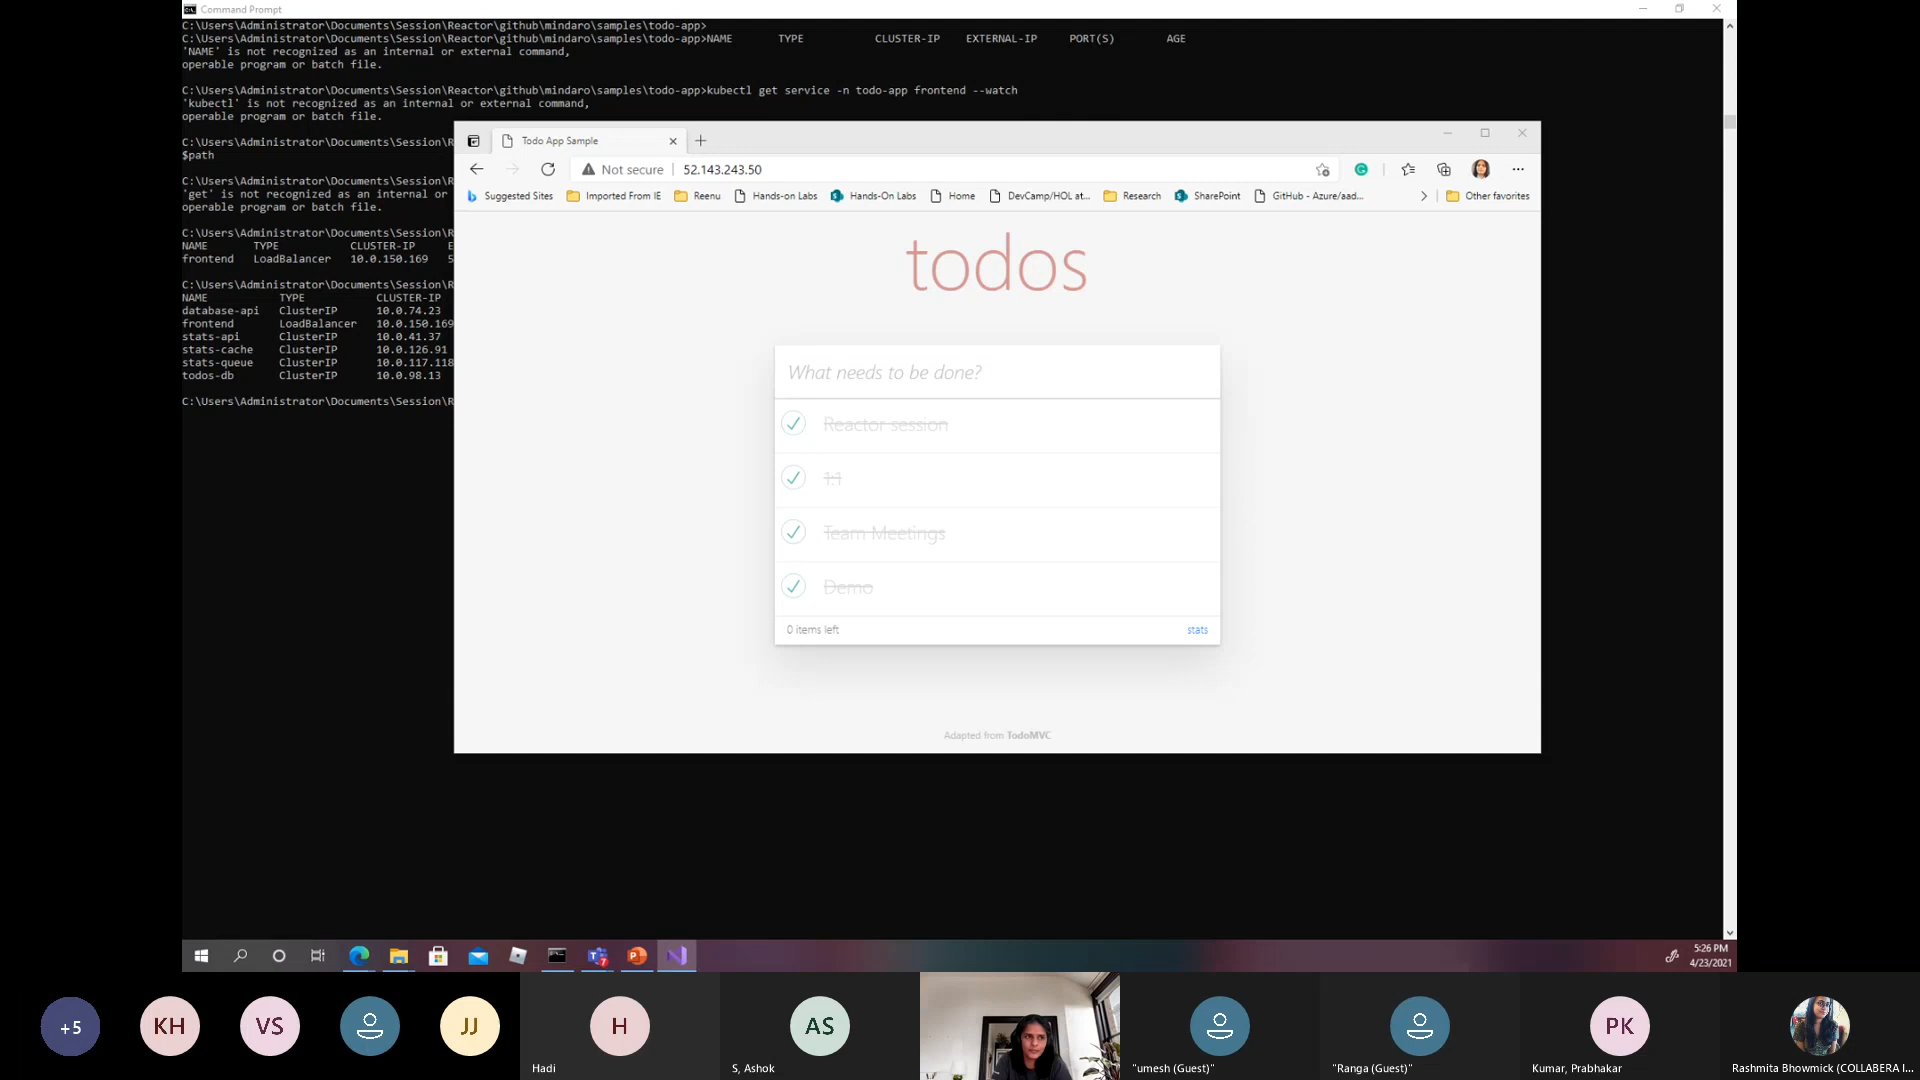 Command Prompt
C:\Users\Administrator\Documents\Session\Reactor\github\mindaro\samples\todo-app>
C:\Users\Administrator\Documents\Session\Reactor\github\mindaro\samples\todo-app>NAME TYPE CLUSTER-IP EXTERNAL-IP PORT(S) AGE
'NAME' is not recognized as an internal or external command,
operable program or batch file.
C:\Users\Administrator\Documents\Session\Reactor\github\mindaro\samples\todo-app>kubectl get service -n todo-app frontend --watch
'kubectl' is not recognized as an internal or external command,
operable program or batch file.
C:\Users\Administrator\Documents\Session\R
$path
C:\Users\Administrator\Documents\Session\R
'get' is not recognized as an internal or
operable program or batch file.
C:\Users\Administrator\Documents\Session\R
NAME TYPE CLUSTER-IP E
frontend LoadBalancer 10.0.150.169 5
C:\Users\Administrator\Documents\Session\R
NAME TYPE CLUSTER-IP
database-api ClusterIP 10.0.74.23
frontend LoadBalancer 10.0.150.169
stats-api ClusterIP 10.0.41.37
stats-cache ClusterIP 10.0.126.91
stats-queue ClusterIP 10.0.117.118
todos-db ClusterIP 10.0.98.13
C:\Users\Administrator\Documents\Session\R
Todo App Sample
Not secure 52.143.243.50
Suggested Sites Imported From IE Reenu Hands-on Labs Hands-On Labs Home DevCamp/HOL at... Research SharePoint GitHub - Azure/aad... Other favorites
todos
What needs to be done?
Reactor session
1:1
Team Meetings
Demo
0 items left stats
Adapted from TodoMVC
5:26 PM
4/23/2021
+5 KH VS JJ H AS PK
Hadi S, Ashok "umesh (Guest)" "Ranga (Guest)" Kumar, Prabhakar Rashmita Bhowmick (COLLABERA I...